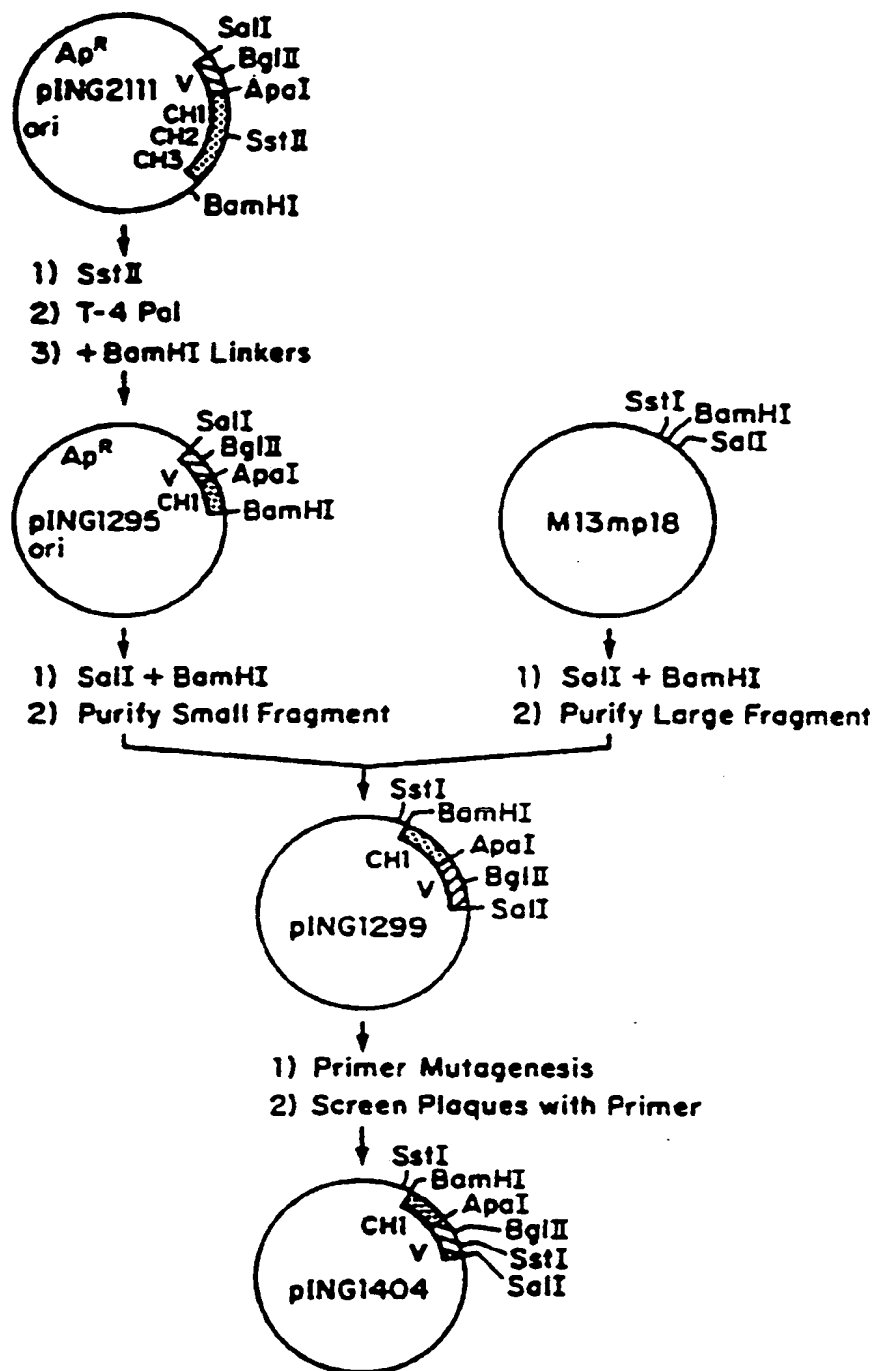 SalI
Ap^R
BglII
V
pING2111
ApaI
ori
CH1
CH2
SstII
CH3
BamHI
1) SstII
2) T-4 Pol
3) + BamHI Linkers
SalI
Ap^R
BglII
V
ApaI
CH1
BamHI
pING1295
ori
SstI
BamHI
SalI
M13mp18
1) SalI + BamHI
2) Purify Small Fragment
1) SalI + BamHI
2) Purify Large Fragment
SstI
BamHI
ApaI
CH1
BglII
V
SalI
pING1299
1) Primer Mutagenesis
2) Screen Plaques with Primer
SstI
BamHI
ApaI
CH1
BglII
V
SstI
SalI
pING1404